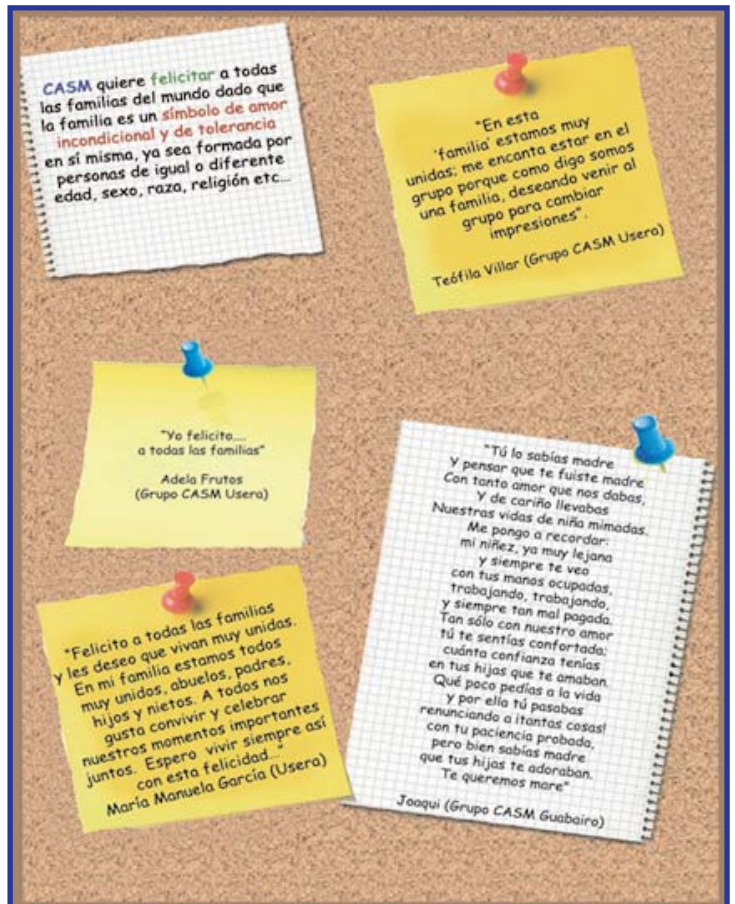 CASM quiere felicitar a todas
las familias del mundo dado que
la familia es un símbolo de amor
incondicional y de tolerancia
en sí misma, ya sea formada por
personas de igual o diferente
edad, sexo, raza, religión etc...
"En esta
'familia' estamos muy
unidas; me encanta estar en el
grupo porque como digo somos
una familia, deseando venir al
grupo para cambiar
impresiones".
Teófila Villar (Grupo CASM Usera)
"Yo felicito....
a todas las familias"
Adela Frutos
(Grupo CASM Usera)
"Felicito a todas las familias
y les deseo que vivan muy unidas.
En mi familia estamos todos
muy unidos, abuelos, padres,
hijos y nietos. A todos nos
gusta convivir y celebrar
nuestros momentos importantes
juntos. Espero vivir siempre así
con esta felicidad..."
María Manuela García (Usera)
"Tú lo sabías madre
Y pensar que te fuiste madre
Con tanto amor que nos dabas,
Y de cariño llevabas
Nuestras vidas de niña mimadas.
Me pongo a recordar:
mi niñez, ya muy lejana
y siempre te veo
con tus manos ocupadas,
trabajando, trabajando,
y siempre tan mal pagada.
Tan sólo con nuestro amor
tú te sentías confortada;
cuánta confianza tenías
en tus hijas que te amaban.
Qué poco pedías a la vida
y por ella tú pasabas
renunciando a itantas cosas!
con tu paciencia probada,
pero bien sabías madre
que tus hijas te adoraban.
Te queremos mare"
Joaqui (Grupo CASM Guabairo)